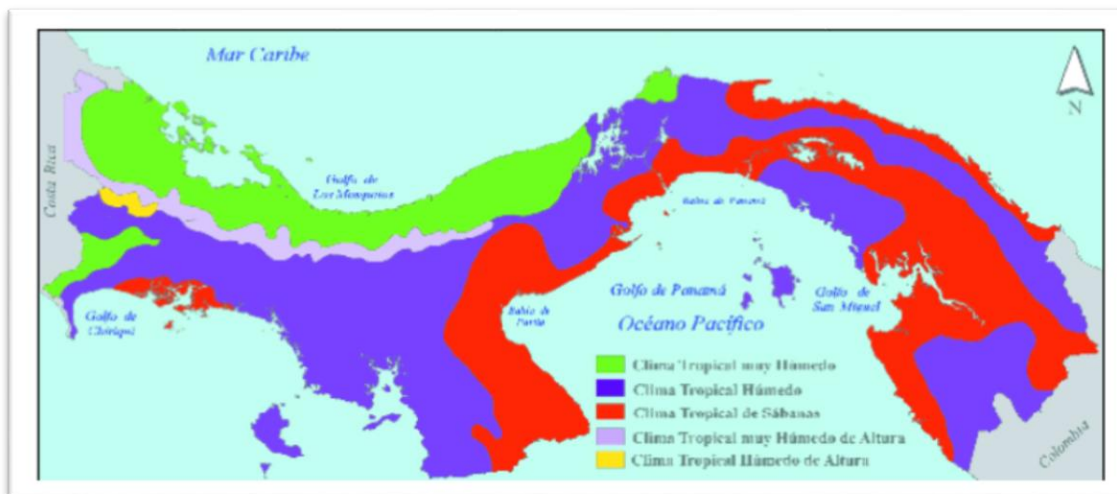 Mar Caribe
N
Costa Rica
Golfo de
Los Mosquitos
Bahía de Panamá
Golfo de
Chiriquí
Bahía de
Parita
Golfo de Panamá
Golfo de
San Miguel
Océano Pacífico
Clima Tropical muy Húmedo
Clima Tropical Húmedo
Clima Tropical de Sábanas
Clima Tropical muy Húmedo de Altura
Clima Tropical Húmedo de Altura
Colombia